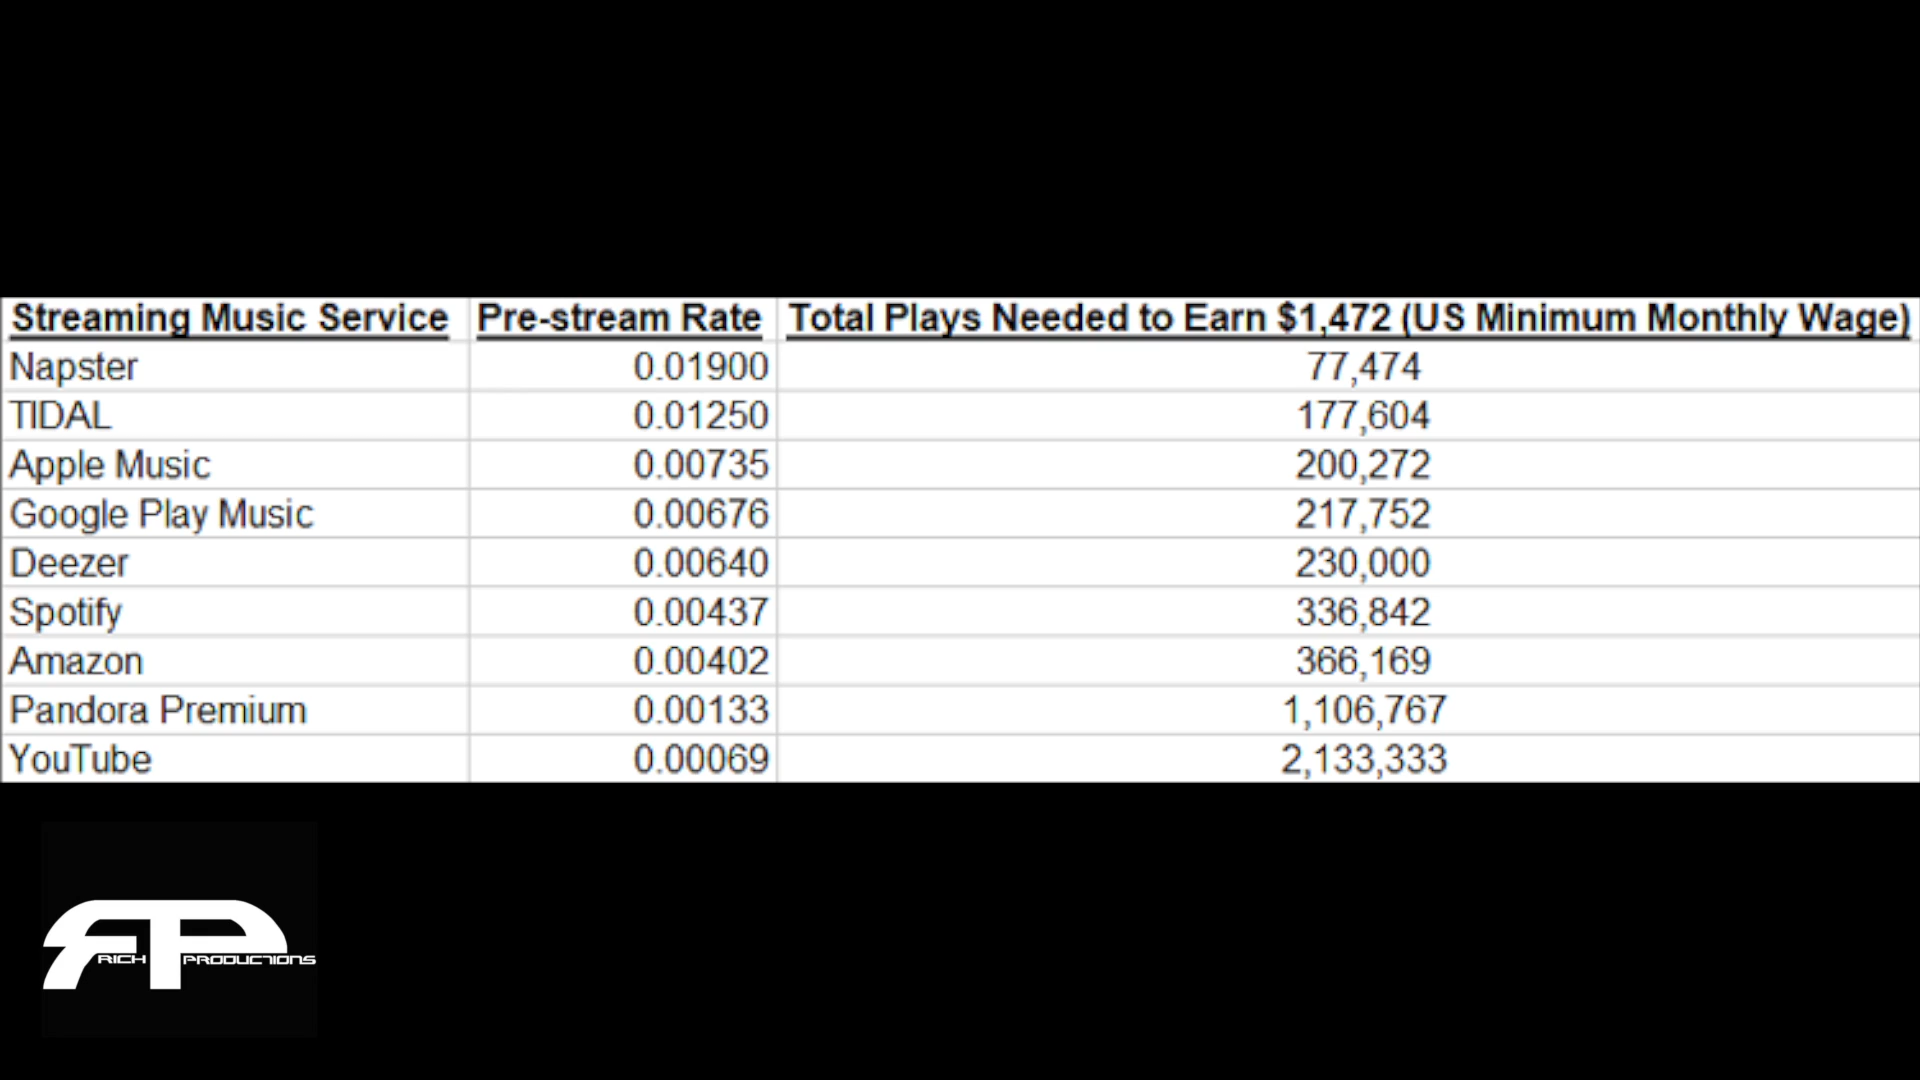 Streaming Music Service Pre-stream Rate Total Plays Needed to Earn $1,472 (US Minimum Monthly Wage)
Napster 0.01900 77,474
TIDAL 0.01250 177,604
Apple Music 0.00735 200,272
Google Play Music 0.00676 217,752
Deezer 0.00640 230,000
Spotify 0.00437 336,842
Amazon 0.00402 366,169
Pandora Premium 0.00133 1,106,767
YouTube 0.00069 2,133,333
RICH PRODUCTIONS